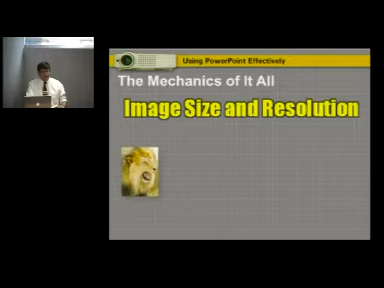 Using PowerPoint Effectively
The Mechanics of It All
Image Size and Resolution